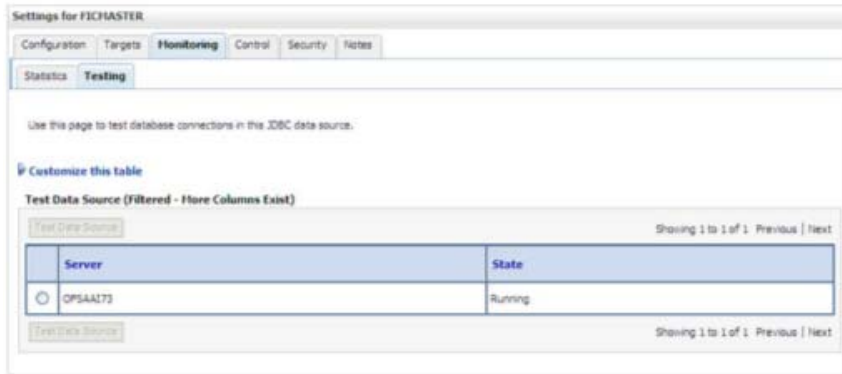 Settings for FICMASTER
Configuration Targets Monitoring Control Security Notes
Statistics Testing
Use this page to test database connections in this JDBC data source.
Customize this table
Test Data Source (Filtered - More Columns Exist)
Test Data Source Showing 1 to 1 of 1 Previous | Next
Server State
OFSAAI73 Running
Test Data Source Showing 1 to 1 of 1 Previous | Next